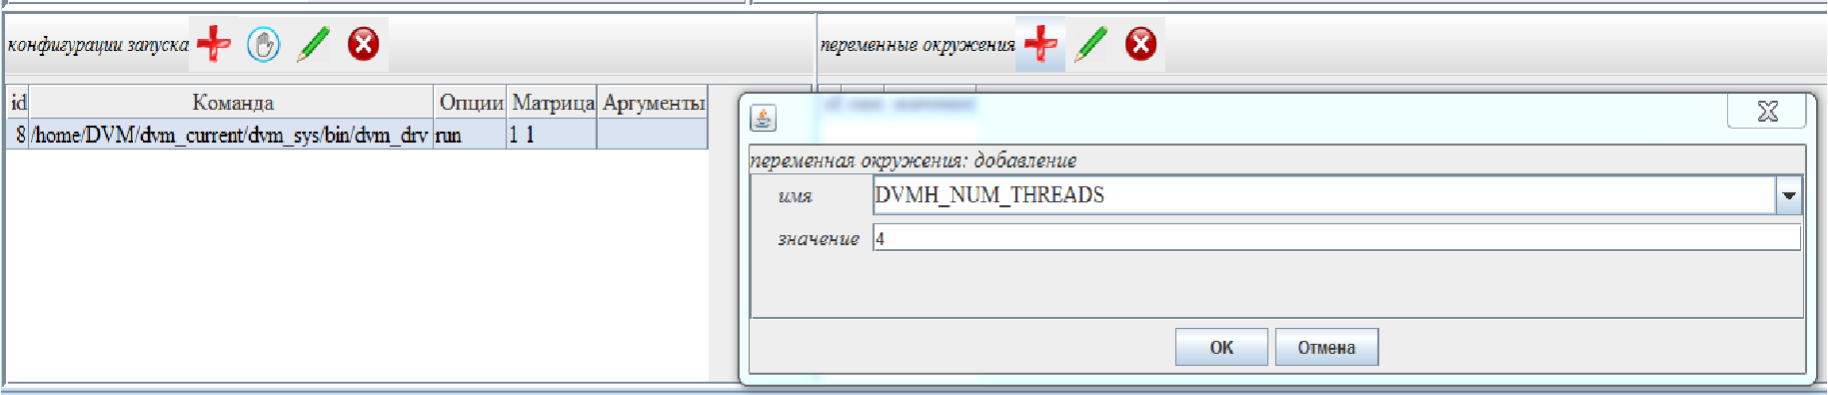 конфигурации запуска
переменные окружения
id Команда Опции Матрица Аргументы
8 /home/DVM/dvm_current/dvm_sys/bin/dvm_drv run 1 1
переменная окружения: добавление
имя DVMH_NUM_THREADS
значение 4
OK Отмена